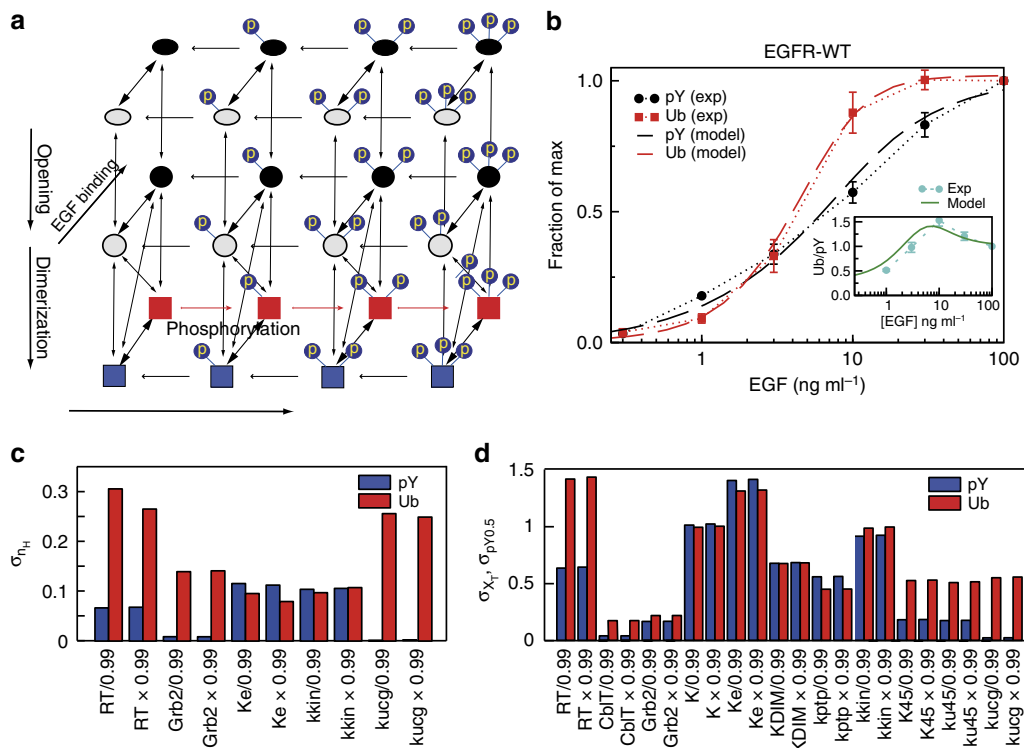 a
p p p p p p
p p p p p p
Opening
EGF binding
p p p p p p
p p p p p p
Dimerization
p p p p p p
Phosphorylation
p p p p p p
b
EGFR-WT
1.0
0.5
0.0
Fraction of max
pY (exp)
Ub (exp)
pY (model)
Ub (model)
Exp
Model
2.0
1.5
1.0
0.5
0.0
Ub/pY
1 10 100
[EGF] ng ml⁻¹
1 10 100
EGF (ng ml⁻¹)
c
pY
Ub
0.3
0.2
0.1
0
σnH
RT/0.99
RT × 0.99
Grb2/0.99
Grb2 × 0.99
Ke/0.99
Ke × 0.99
kkin/0.99
kkin × 0.99
kucg/0.99
kucg × 0.99
d
pY
Ub
1.5
1
0.5
0
σXT, σpY0.5
RT/0.99
RT × 0.99
CblT/0.99
CblT × 0.99
Grb2/0.99
Grb2 × 0.99
K/0.99
K × 0.99
Ke/0.99
Ke × 0.99
KDIM/0.99
KDIM × 0.99
kptp/0.99
kptp × 0.99
kkin/0.99
kkin × 0.99
K45/0.99
K45 × 0.99
ku45/0.99
ku45 × 0.99
kucg/0.99
kucg × 0.99